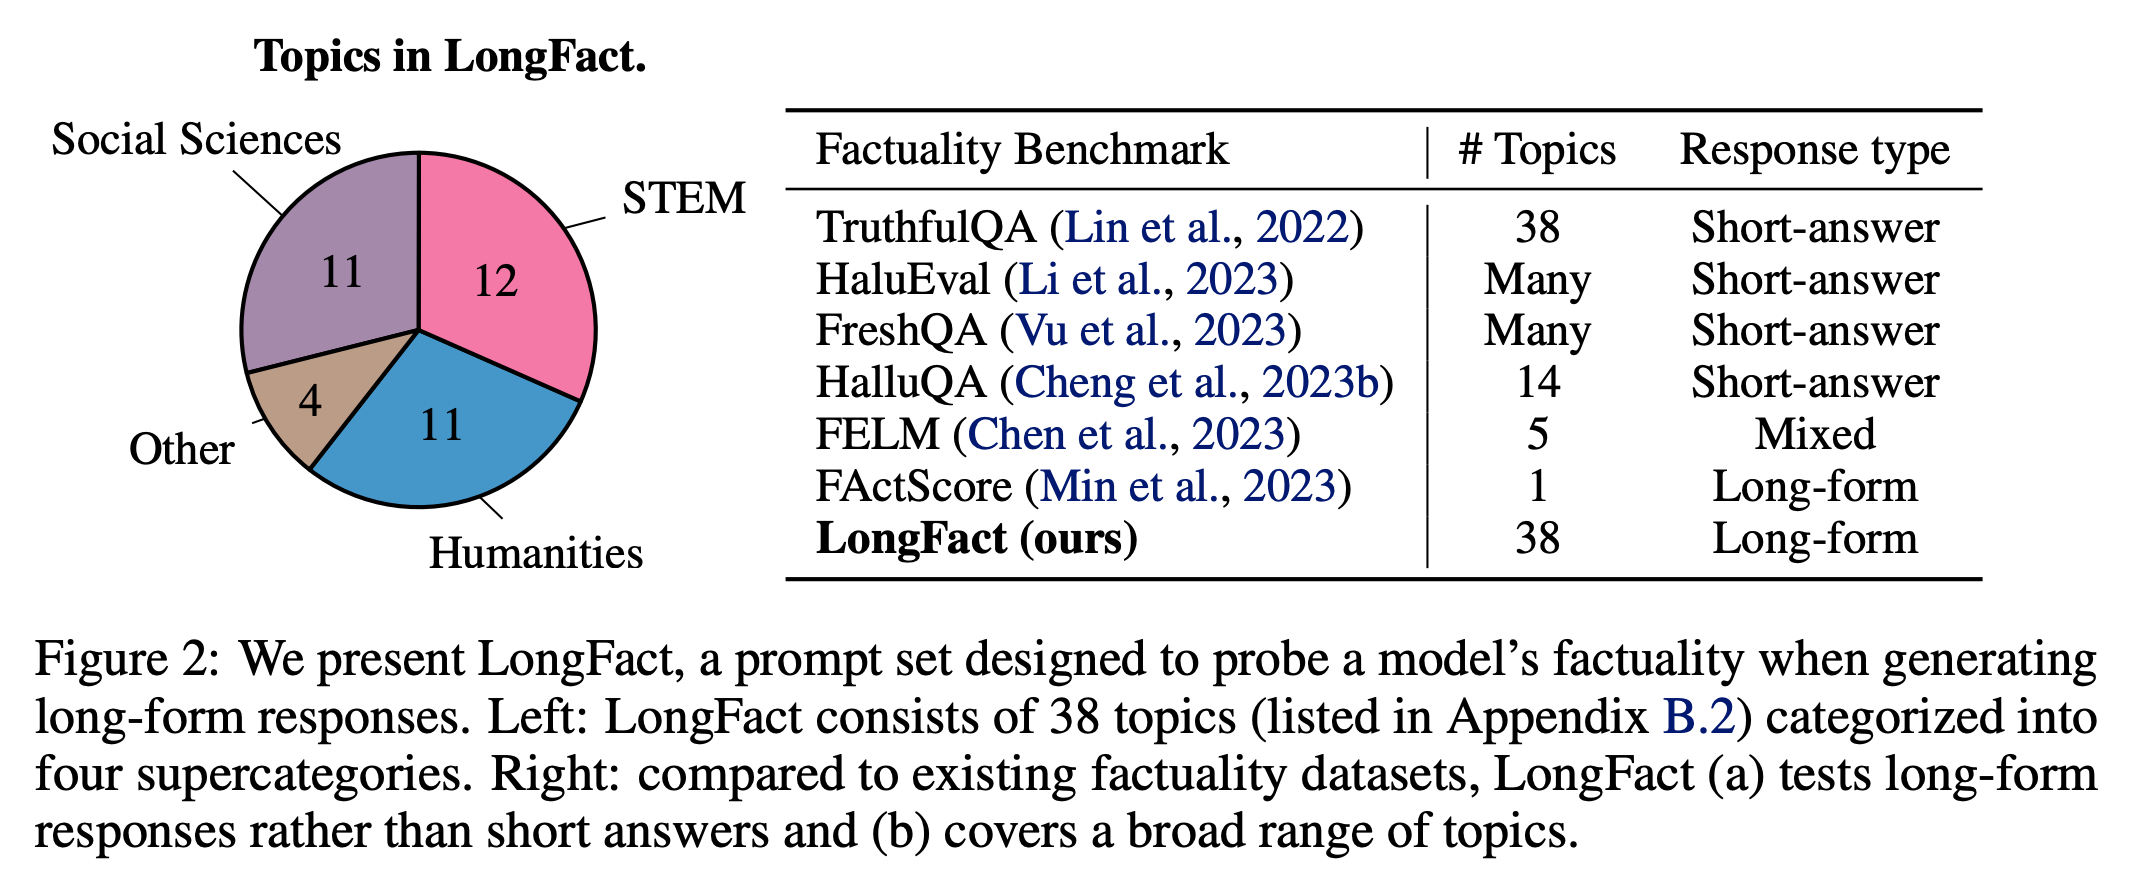 Topics in LongFact.
Social Sciences
STEM
11
12
4
11
Other
Humanities
Factuality Benchmark # Topics Response type
TruthfulQA (Lin et al., 2022) 38 Short-answer
HaluEval (Li et al., 2023) Many Short-answer
FreshQA (Vu et al., 2023) Many Short-answer
HalluQA (Cheng et al., 2023b) 14 Short-answer
FELM (Chen et al., 2023) 5 Mixed
FActScore (Min et al., 2023) 1 Long-form
LongFact (ours) 38 Long-form
Figure 2: We present LongFact, a prompt set designed to probe a model’s factuality when generating
long-form responses. Left: LongFact consists of 38 topics (listed in Appendix B.2) categorized into
four supercategories. Right: compared to existing factuality datasets, LongFact (a) tests long-form
responses rather than short answers and (b) covers a broad range of topics.